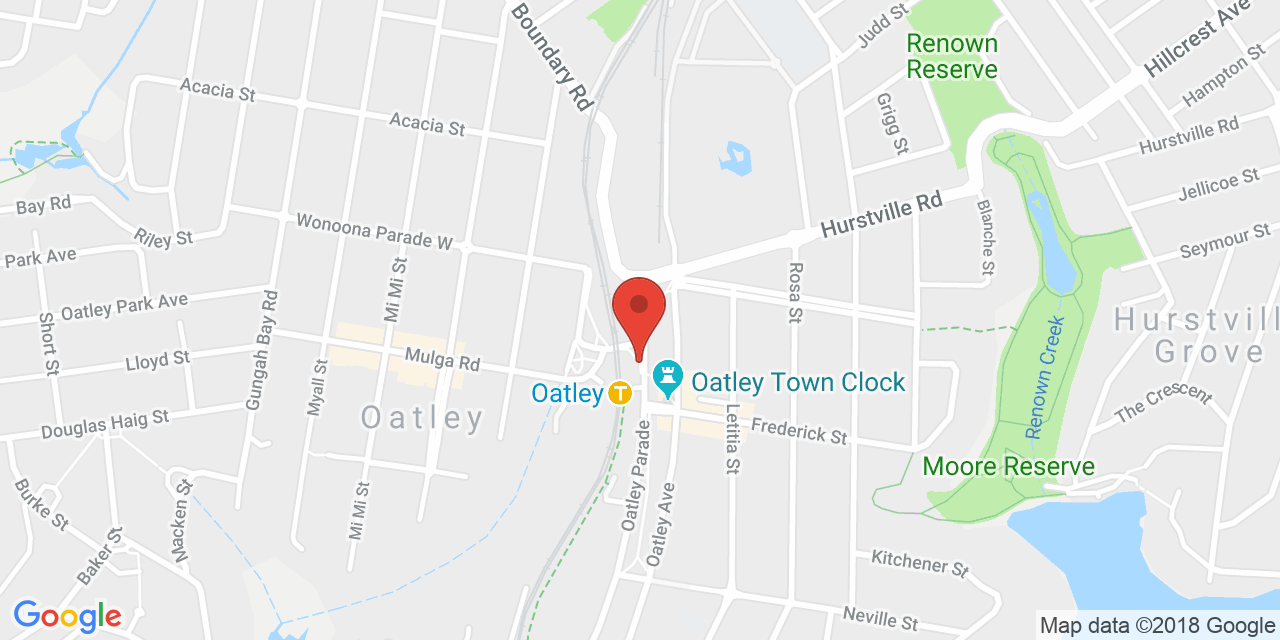 Boundary Rd
Judd St
Renown
Reserve
Hillcrest Ave
Hampton St
Acacia St
Acacia St
Grigg St
Hurstville Rd
Jellicoe St
Bay Rd
Riley St
Wonoona Parade W
Hurstville Rd
Blanche St
Seymour St
Park Ave
Mi Mi St
Rosa St
Oatley Park Ave
Gungah Bay Rd
Short St
Lloyd St
Mulga Rd
Myall St
Hurstvill
Grove
Renown Creek
Oatley
Oatley Town Clock
T
Oatley
Letitia St
Frederick St
The Crescent
Douglas Haig St
Oatley Parade
Moore Reserve
Burke St
Macken St
Mi Mi St
Oatley Ave
Baker St
Kitchener St
Neville St
Google
Map data ©2018 Google